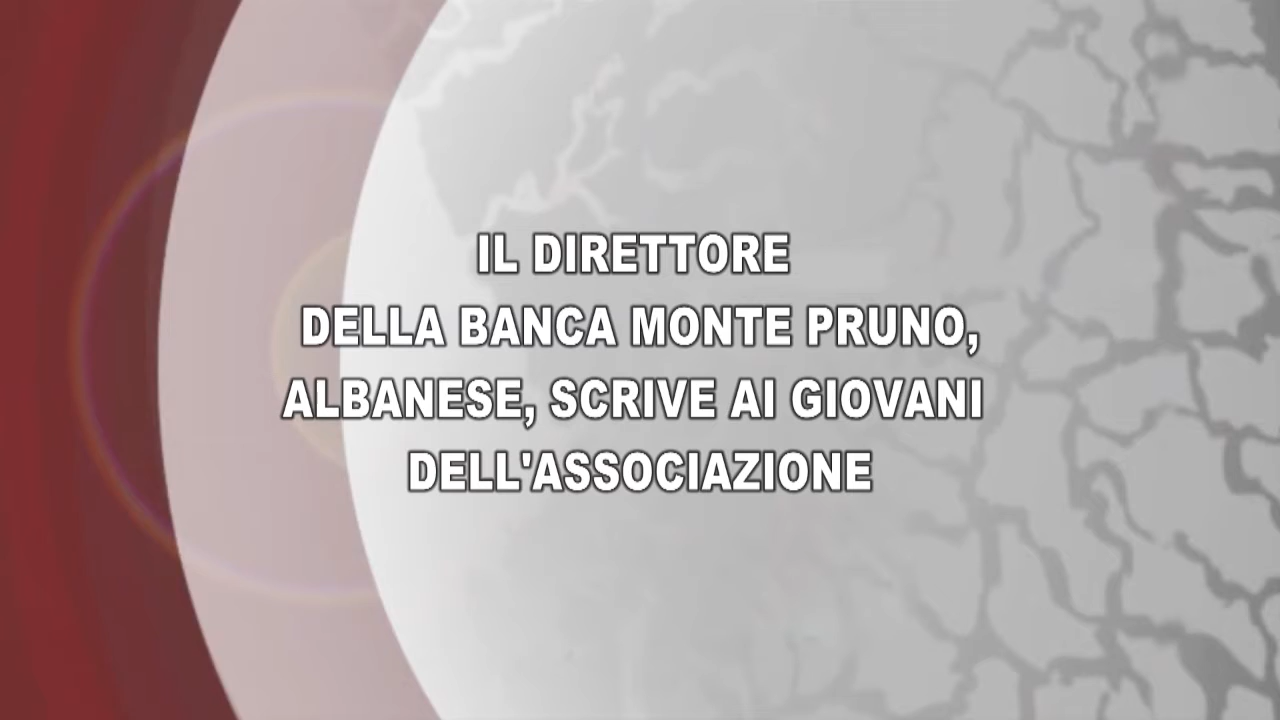 IL DIRETTORE
DELLA BANCA MONTE PRUNO,
ALBANESE, SCRIVE AI GIOVANI
DELL'ASSOCIAZIONE